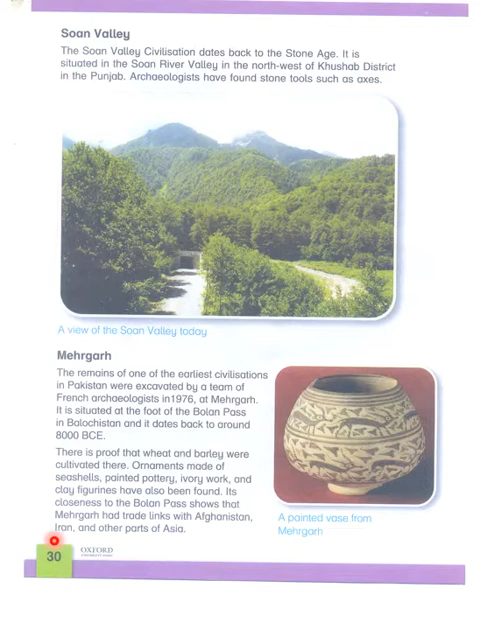 Soan Valley
The Soan Valley Civilisation dates back to the Stone Age. It is
situated in the Soan River Valley in the north-west of Khushab District
in the Punjab. Archaeologists have found stone tools such as axes.
A view of the Soan Valley today
Mehrgarh
The remains of one of the earliest civilisations
in Pakistan were excavated by a team of
French archaeologists in1976, at Mehrgarh.
It is situated at the foot of the Bolan Pass
in Balochistan and it dates back to around
8000 BCE.
There is proof that wheat and barley were
cultivated there. Ornaments made of
seashells, painted pottery, ivory work, and
clay figurines have also been found. Its
closeness to the Bolan Pass shows that
Mehrgarh had trade links with Afghanistan,
Iran, and other parts of Asia.
A painted vase from
Mehrgarh
30
OXFORD
UNIVERSITY PRESS